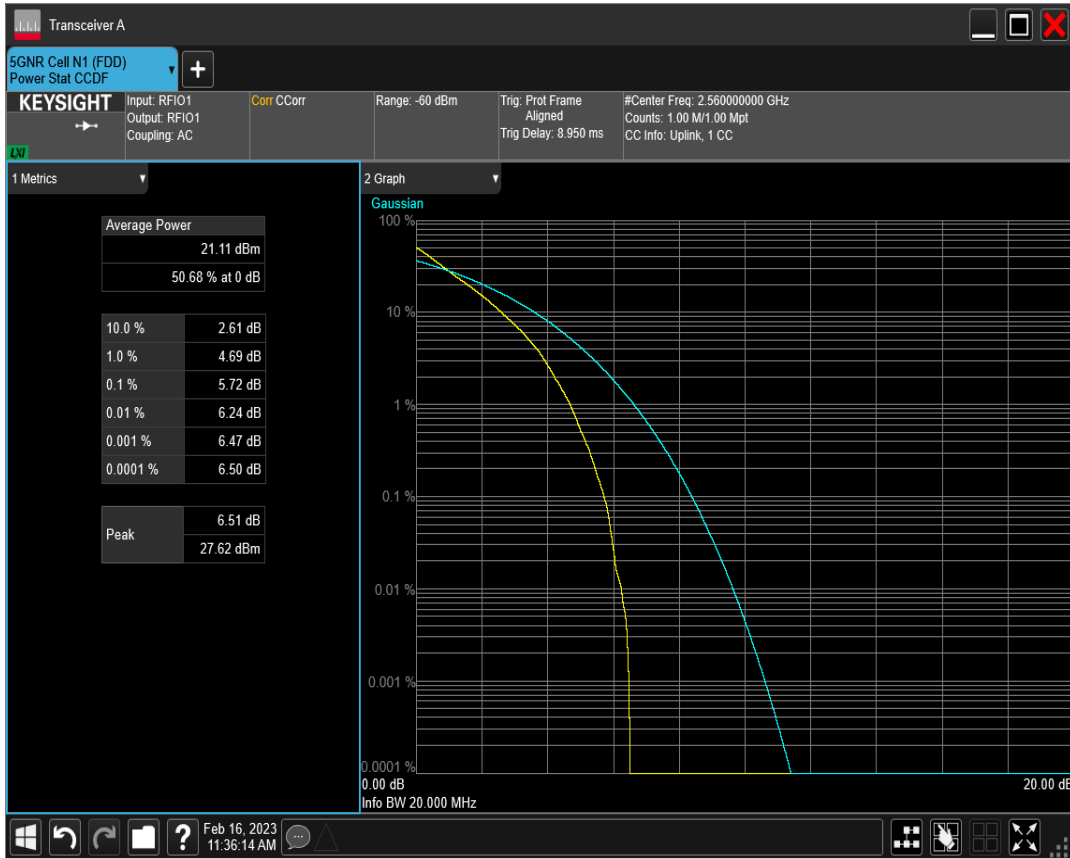 Transceiver A
5GNR Cell N1 (FDD)
Power Stat CCDF
+
KEYSIGHT
LXI
Input: RFIO1
Output: RFIO1
Coupling: AC
Corr CCorr
Range: -60 dBm
Trig: Prot Frame
Aligned
Trig Delay: 8.950 ms
#Center Freq: 2.560000000 GHz
Counts: 1.00 M/1.00 Mpt
CC Info: Uplink, 1 CC
1 Metrics
Average Power
21.11 dBm
50.68 % at 0 dB
10.0 % 2.61 dB
1.0 % 4.69 dB
0.1 % 5.72 dB
0.01 % 6.24 dB
0.001 % 6.47 dB
0.0001 % 6.50 dB
Peak
6.51 dB
27.62 dBm
2 Graph
Gaussian
100 %
10 %
1 %
0.1 %
0.01 %
0.001 %
0.0001 %
0.00 dB 20.00 dB
Info BW 20.000 MHz
?
Feb 16, 2023
11:36:14 AM